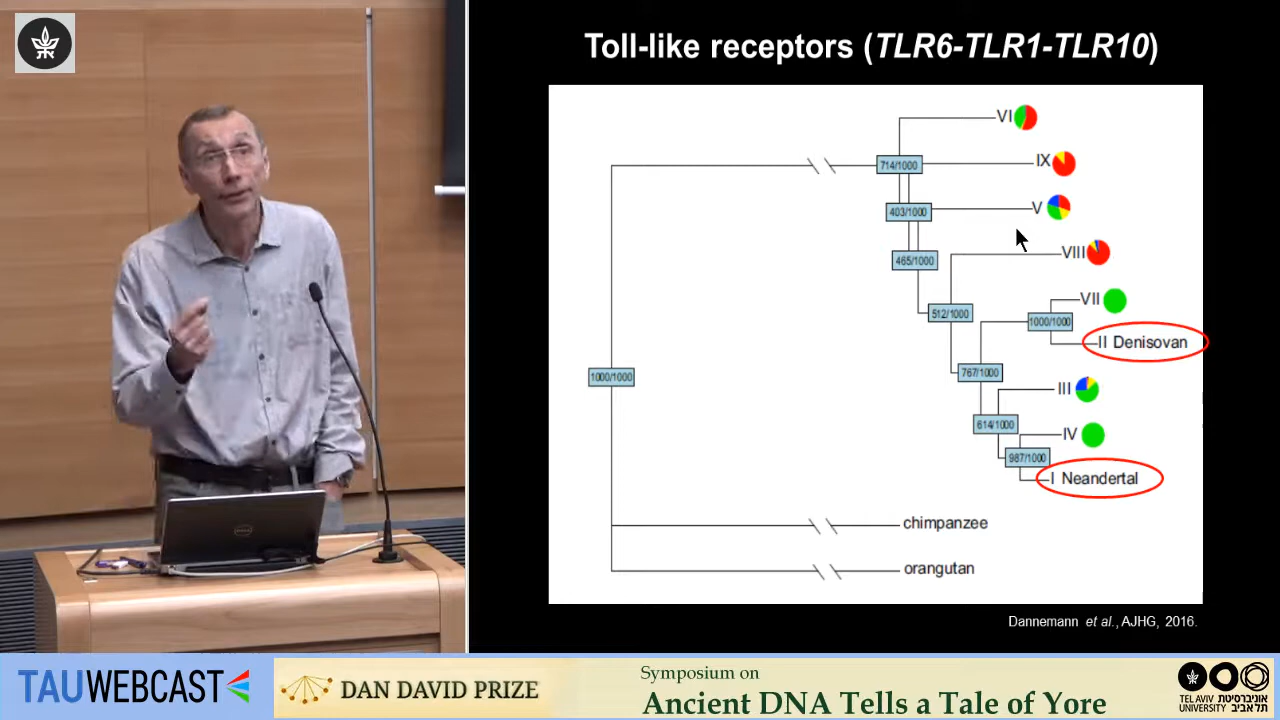 Toll-like receptors (TLR6-TLR1-TLR10)
VI
714/1000
IX
403/1000
V
465/1000
VIII
512/1000
VII
1000/1000
II Denisovan
767/1000
1000/1000
III
614/1000
IV
987/1000
I Neandertal
chimpanzee
orangutan
Dannemann et al., AJHG, 2016.
TAUWEBCAST
DAN DAVID PRIZE
Symposium on
Ancient DNA Tells a Tale of Yore
TEL AVIV אוניברסיטת
UNIVERSITY תל אביב